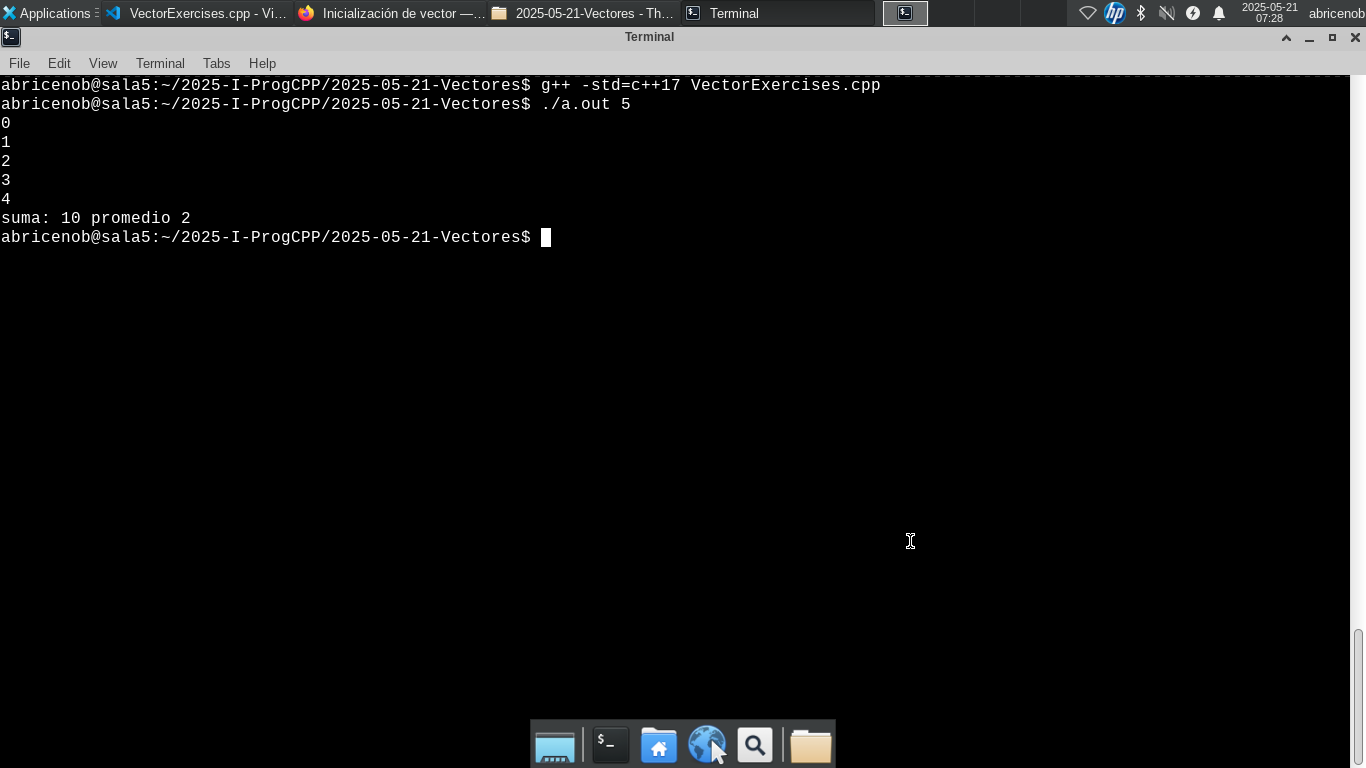 Applications VectorExercises.cpp - Vi... Inicialización de vector —... 2025-05-21-Vectores - Th... Terminal 2025-05-21 07:28 abricenob
Terminal
File Edit View Terminal Tabs Help
abricenob@sala5:~/2025-I-ProgCPP/2025-05-21-Vectores$ g++ -std=c++17 VectorExercises.cpp
abricenob@sala5:~/2025-I-ProgCPP/2025-05-21-Vectores$ ./a.out 5
0
1
2
3
4
suma: 10 promedio 2
abricenob@sala5:~/2025-I-ProgCPP/2025-05-21-Vectores$